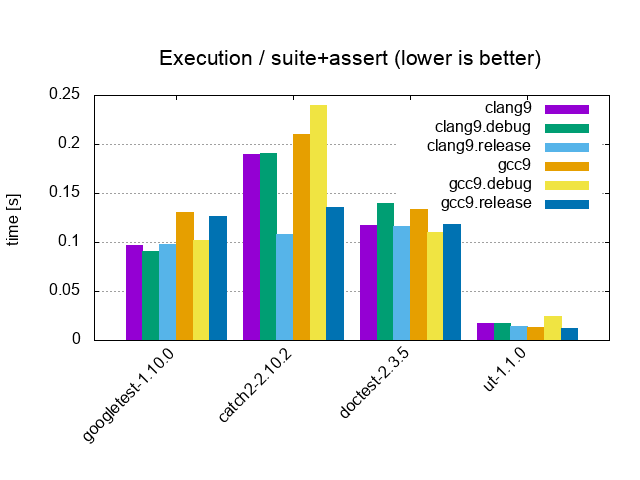 Execution / suite+assert (lower is better)
0.25
0.2
0.15
0.1
0.05
0
time [s]
clang9
clang9.debug
clang9.release
gcc9
gcc9.debug
gcc9.release
googletest-1.10.0
catch2-2.10.2
doctest-2.3.5
ut-1.1.0